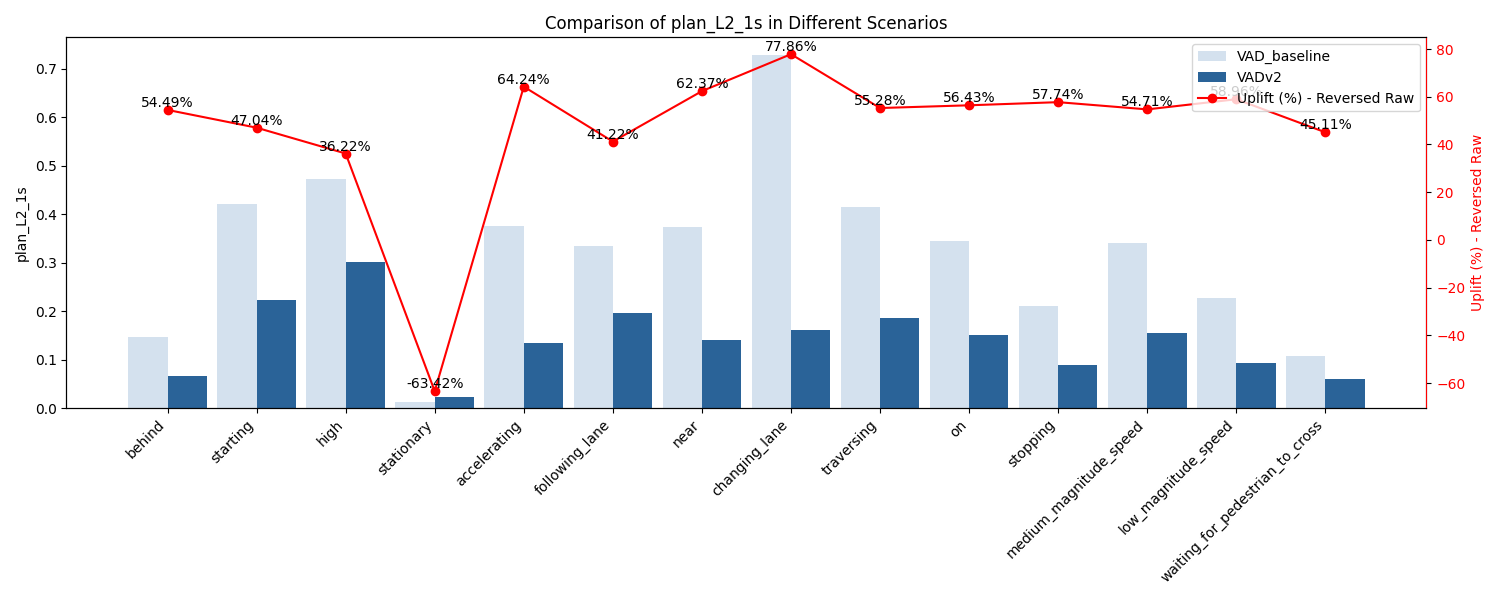 Comparison of plan_L2_1s in Different Scenarios
VAD_baseline
VADv2
Uplift (%) - Reversed Raw
plan_L2_1s
0.7
0.6
0.5
0.4
0.3
0.2
0.1
0.0
54.49%
47.04%
36.22%
-63.42%
64.24%
41.22%
62.37%
77.86%
55.28%
56.43%
57.74%
54.71%
58.96%
45.11%
80
60
40
20
0
−20
−40
−60
Uplift (%) - Reversed Raw
behind
starting
high
stationary
accelerating
following_lane
near
changing_lane
traversing
on
stopping
medium_magnitude_speed
low_magnitude_speed
waiting_for_pedestrian_to_cross